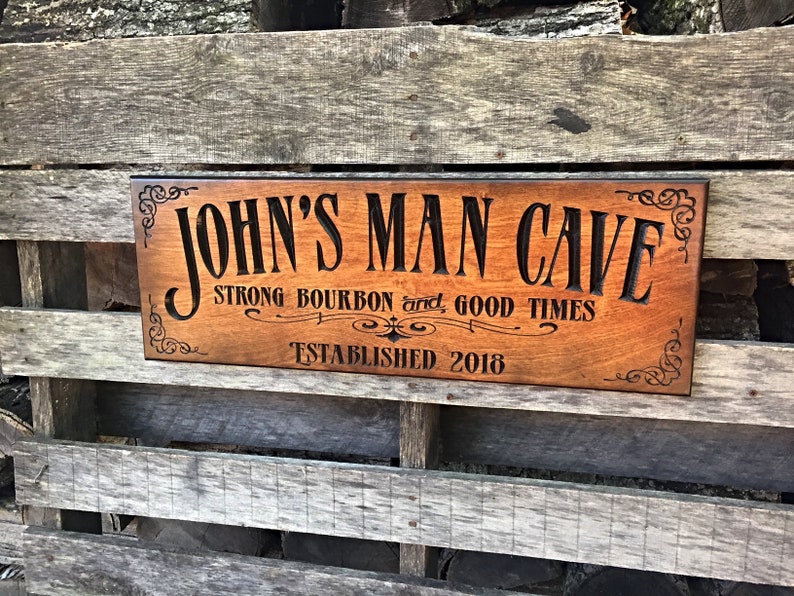 JOHN'S MAN CAVE
STRONG BOURBON and GOOD TIMES
ESTABLISHED 2018